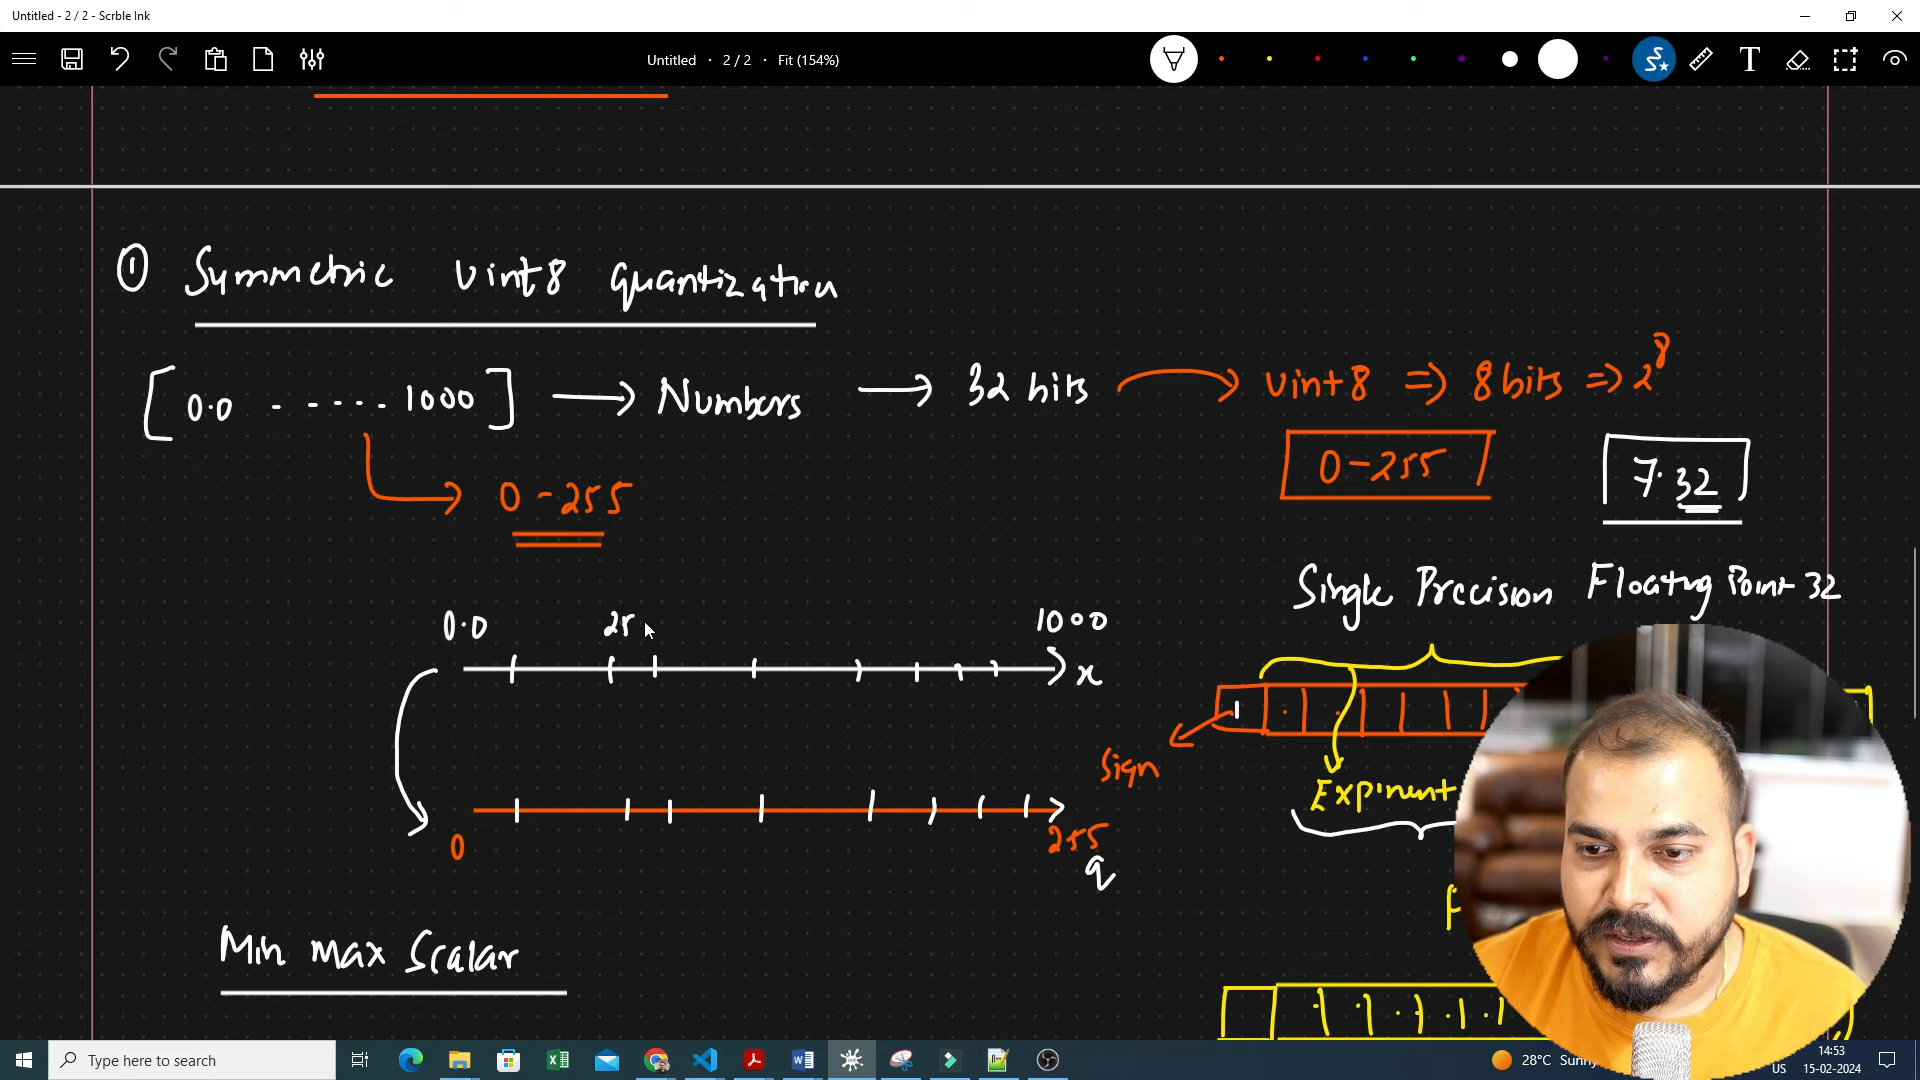 Untitled - 2 / 2 - Scrble Ink
Untitled · 2 / 2 · Fit (154%)
① Symmetric Uint8 quantization
[0.0 - - ---- 1000] → Numbers → 32 bits → Uint8 ⇒ 8 bits ⇒ 2⁸
0-255
7.32
0-255
Single Precision Floating Point 32
0.0 25 1000
x
Sign
Exponent
0 255
q
Min max Scalar
Type here to search
28°C Sunny
14:53
US 15-02-2024